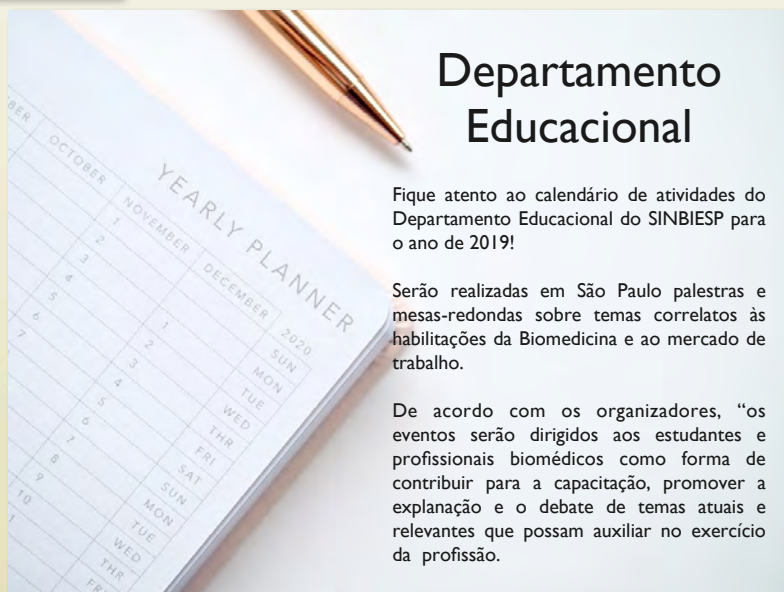 Departamento
Educacional
Fique atento ao calendário de atividades do
Departamento Educacional do SINBIESP para
o ano de 2019!
Serão realizadas em São Paulo palestras e
mesas-redondas sobre temas correlatos às
habilitações da Biomedicina e ao mercado de
trabalho.
De acordo com os organizadores, “os
eventos serão dirigidos aos estudantes e
profissionais biomédicos como forma de
contribuir para a capacitação, promover a
explanação e o debate de temas atuais e
relevantes que possam auxiliar no exercício
da profissão.
YEARLY PLANNER
2020
OCTOBER
NOVEMBER
DECEMBER
SUN
MON
TUE
WED
THR
FRI
SAT
SUN
MON
TUE
WED
THR